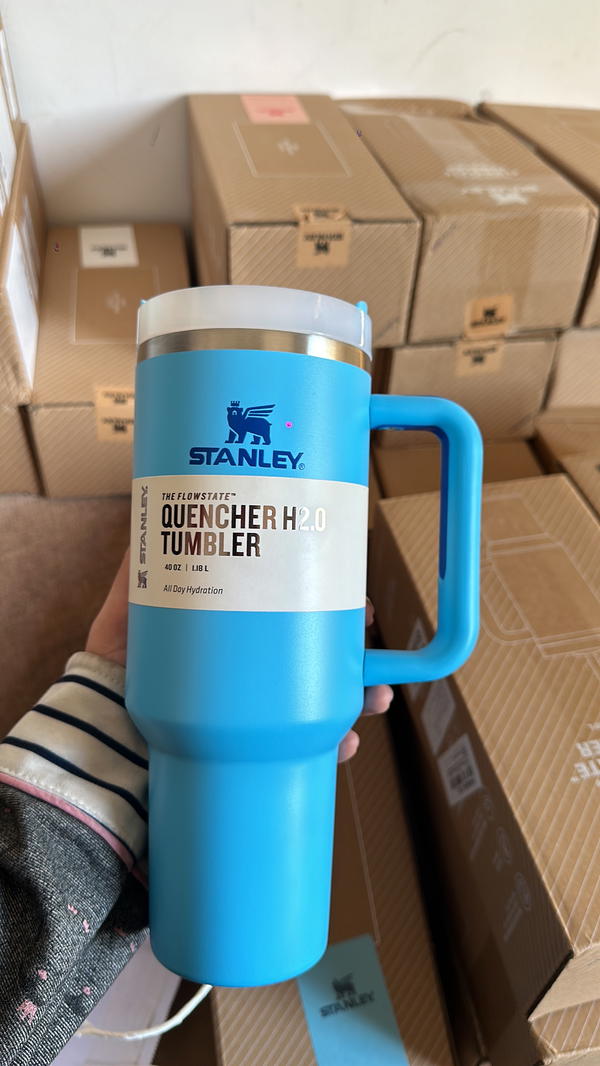 STANLEY®
STANLEY
THE FLOWSTATE™
QUENCHER H2.0
TUMBLER
40 OZ | 1.18 L
All Day Hydration
STANLEY